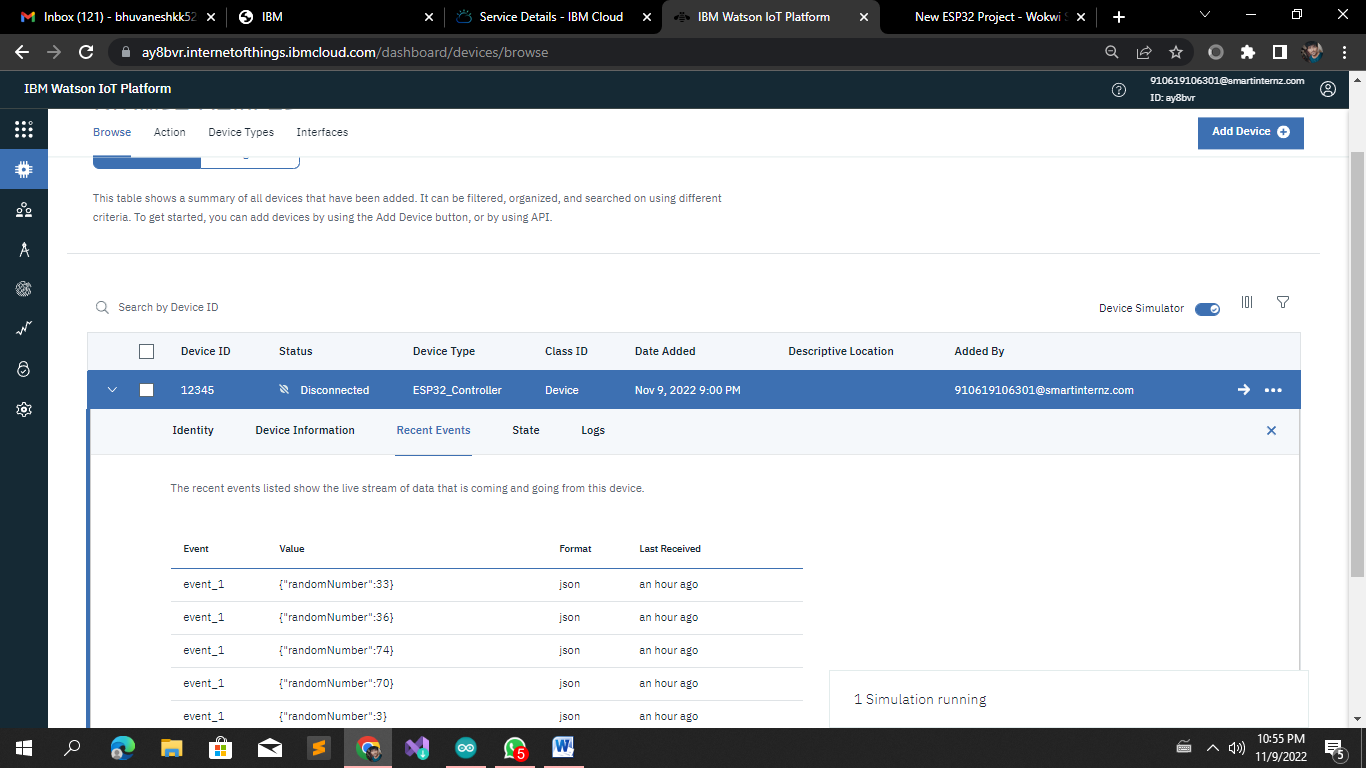 Inbox (121) - bhuvaneshkk52
IBM
Service Details - IBM Cloud
IBM Watson IoT Platform
New ESP32 Project - Wokwi
ay8bvr.internetofthings.ibmcloud.com/dashboard/devices/browse
IBM Watson IoT Platform
910619106301@smartinternz.com
ID: ay8bvr
Browse Action Device Types Interfaces
Add Device
This table shows a summary of all devices that have been added. It can be filtered, organized, and searched on using different
criteria. To get started, you can add devices by using the Add Device button, or by using API.
Search by Device ID
Device Simulator
Device ID Status Device Type Class ID Date Added Descriptive Location Added By
12345 Disconnected ESP32_Controller Device Nov 9, 2022 9:00 PM 910619106301@smartinternz.com
Identity Device Information Recent Events State Logs
The recent events listed show the live stream of data that is coming and going from this device.
Event Value Format Last Received
event_1 {"randomNumber":33} json an hour ago
event_1 {"randomNumber":36} json an hour ago
event_1 {"randomNumber":74} json an hour ago
event_1 {"randomNumber":70} json an hour ago
event_1 {"randomNumber":3} json an hour ago
1 Simulation running
5
10:55 PM
11/9/2022
5